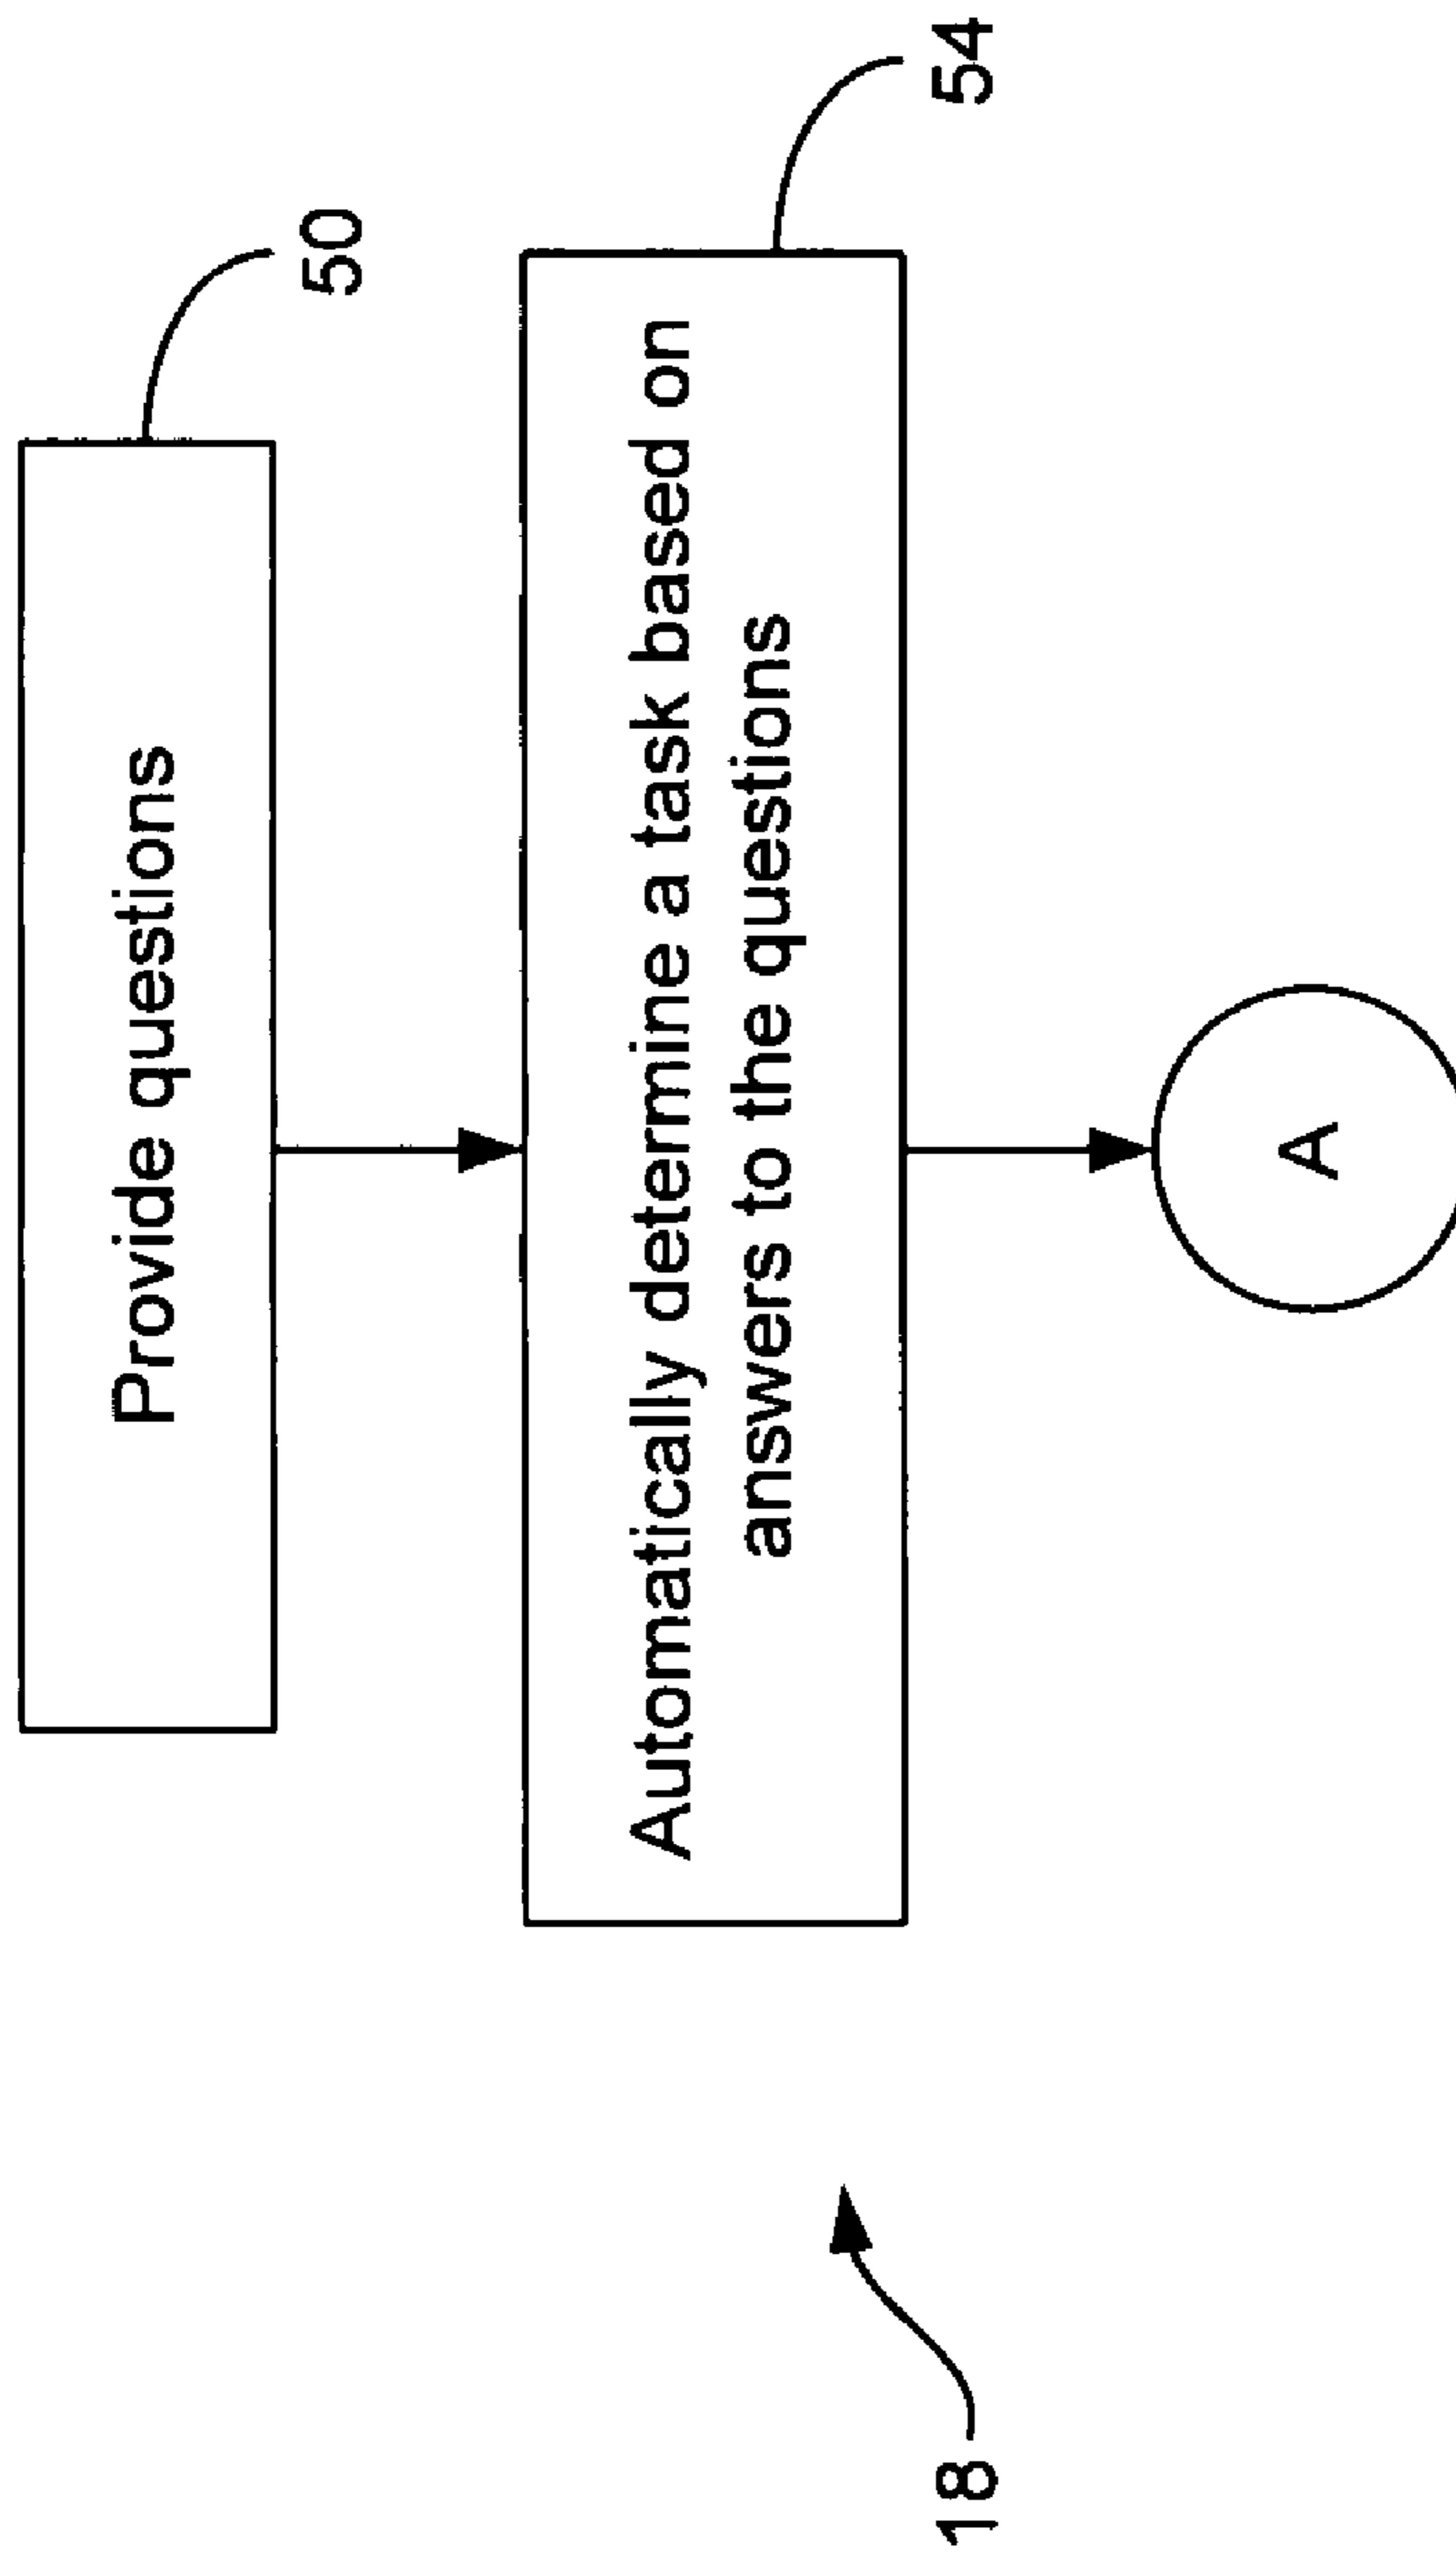 Provide questions
50
Automatically determine a task based on
answers to the questions
54
A
18